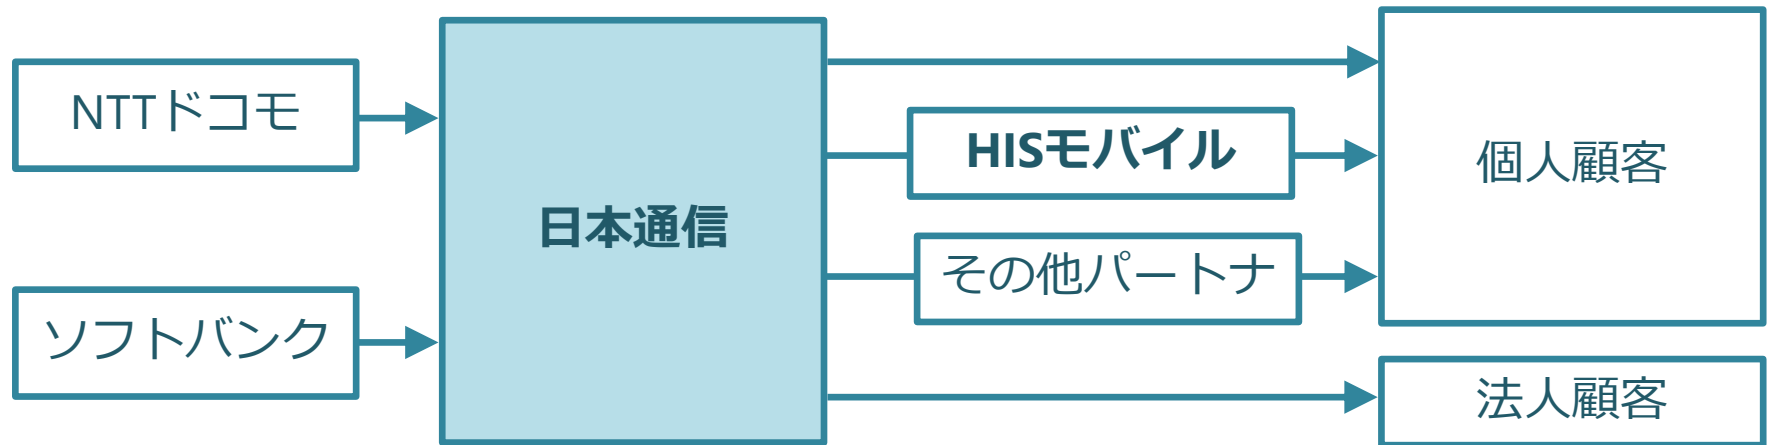 NTTドコモ
ソフトバンク
日本通信
HISモバイル
その他パートナ
個人顧客
法人顧客